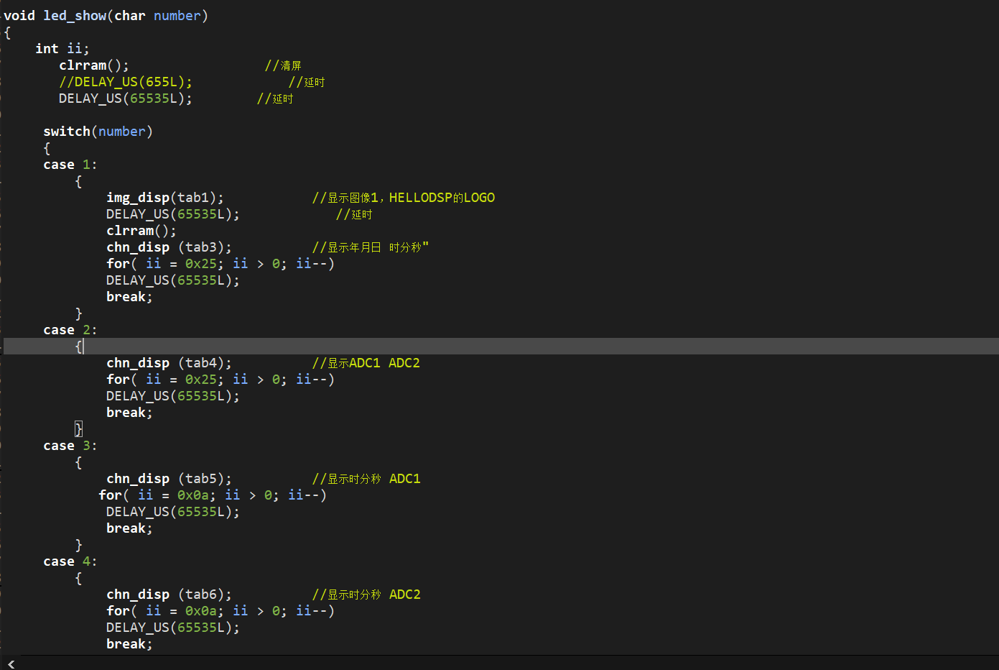 void led_show(char number)
{
int ii;
clrram(); //清屏
//DELAY_US(655L); //延时
DELAY_US(65535L); //延时
switch(number)
{
case 1:
{
img_disp(tab1); //显示图像1，HELLODSP的LOGO
DELAY_US(65535L); //延时
clrram();
chn_disp (tab3); //显示年月日 时分秒"
for( ii = 0x25; ii > 0; ii--)
DELAY_US(65535L);
break;
}
case 2:
{
chn_disp (tab4); //显示ADC1 ADC2
for( ii = 0x25; ii > 0; ii--)
DELAY_US(65535L);
break;
}
case 3:
{
chn_disp (tab5); //显示时分秒 ADC1
for( ii = 0x0a; ii > 0; ii--)
DELAY_US(65535L);
break;
}
case 4:
{
chn_disp (tab6); //显示时分秒 ADC2
for( ii = 0x0a; ii > 0; ii--)
DELAY_US(65535L);
break;